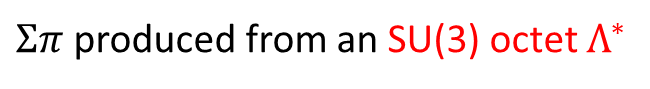 Σπ produced from an SU(3) octet Λ*